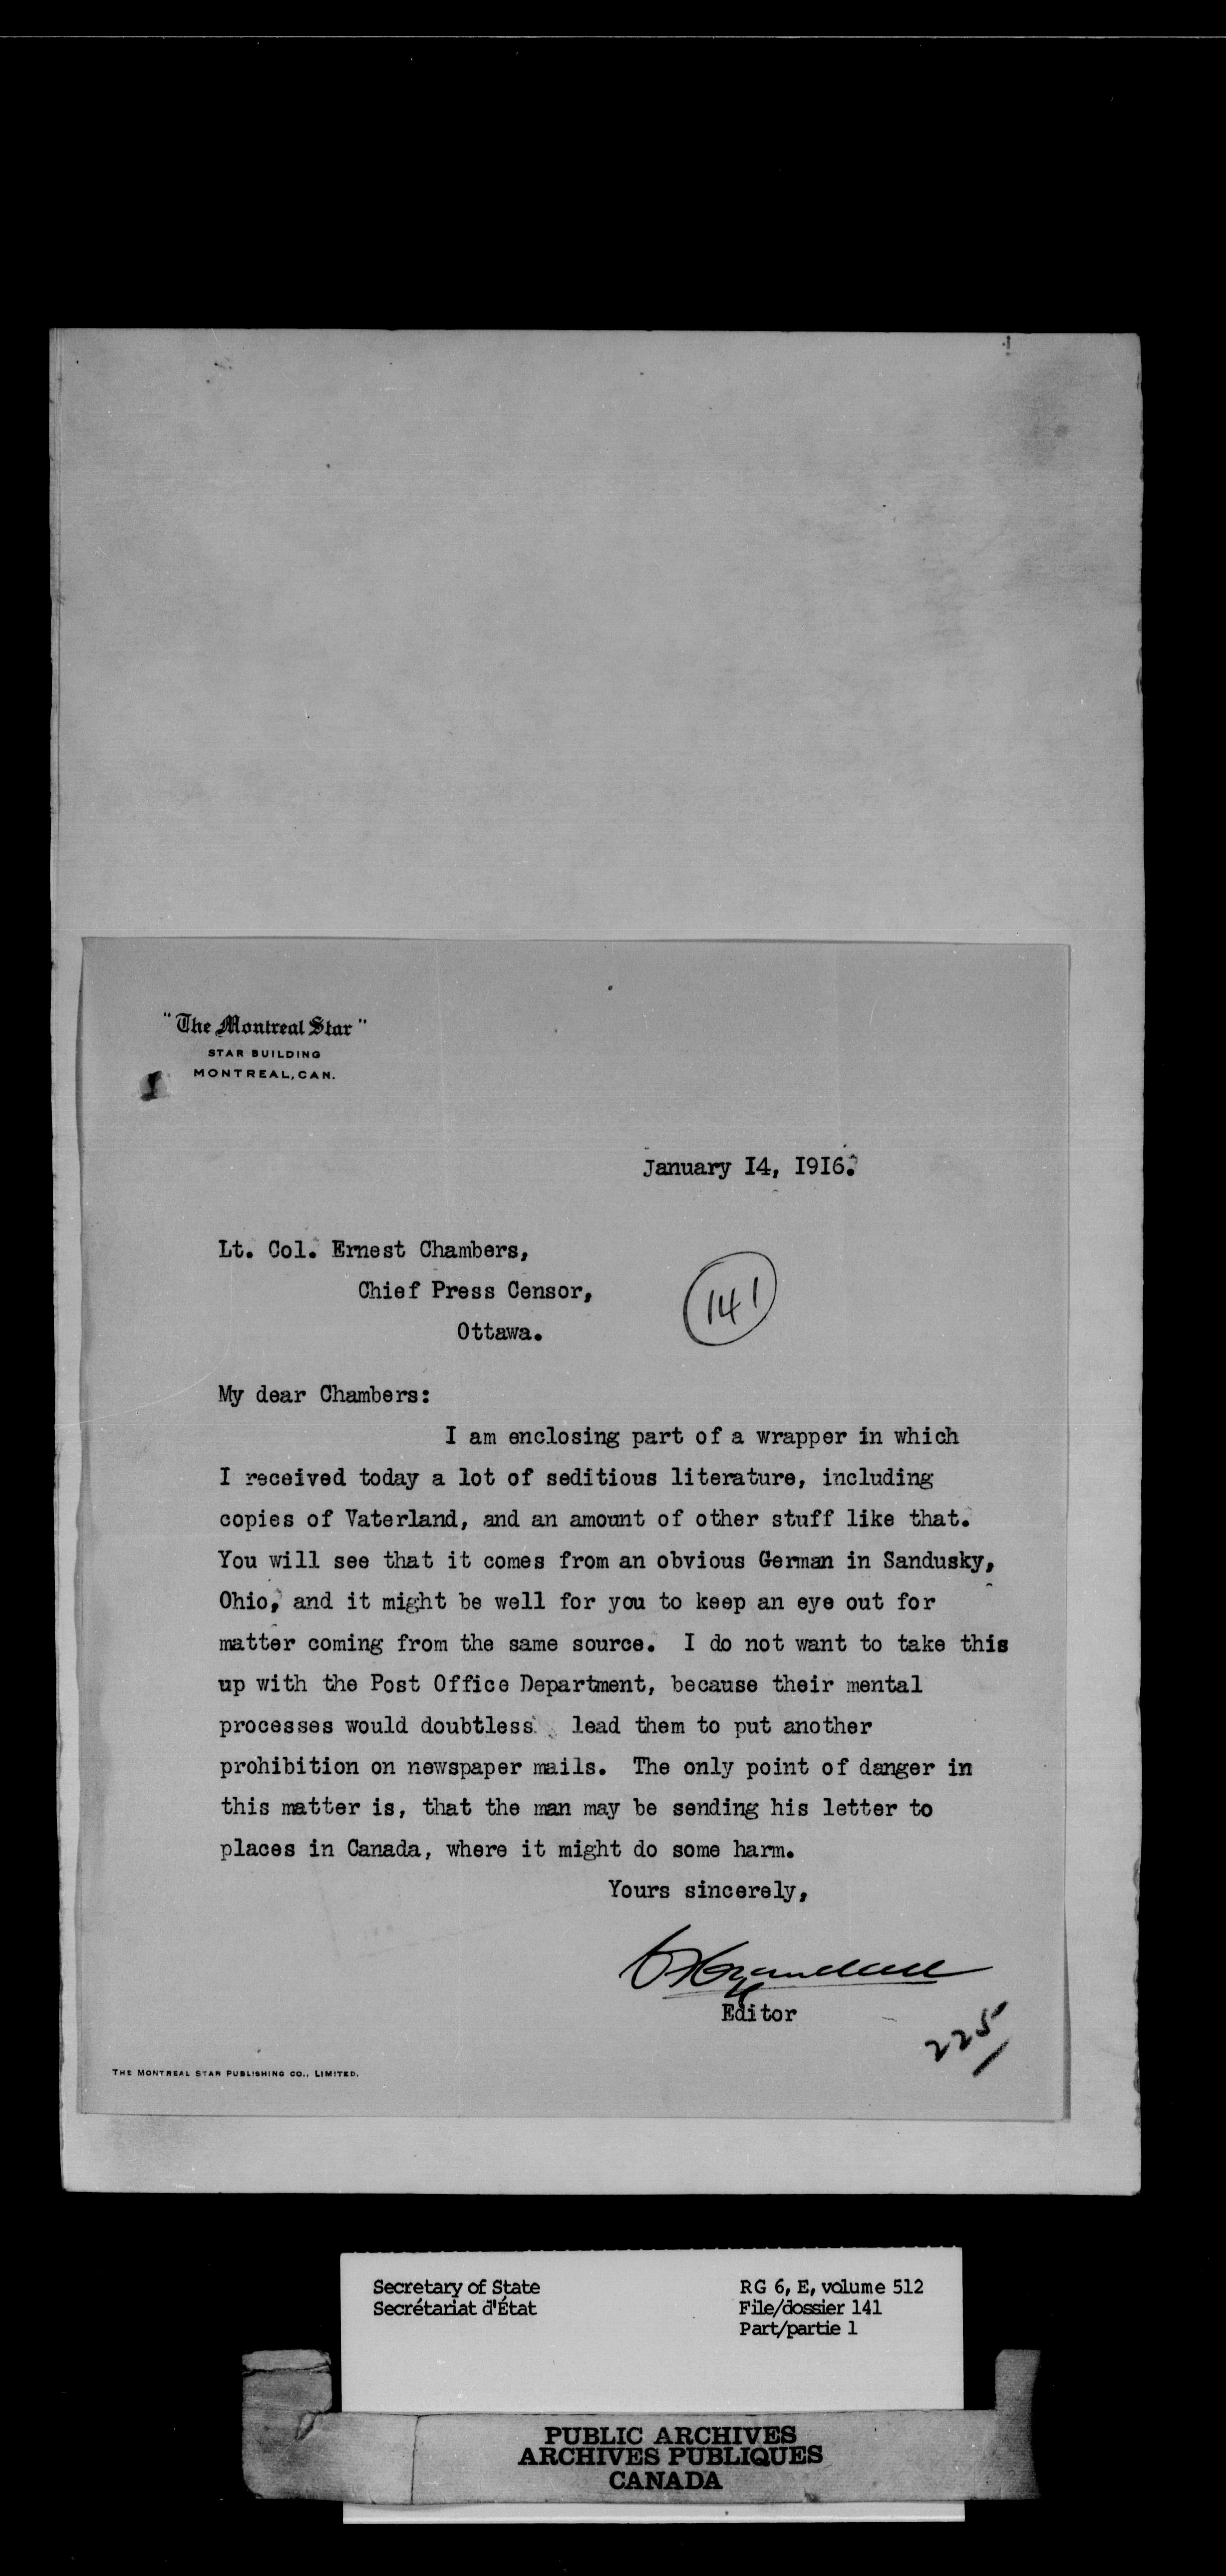 "The Montreal Star"
STAR BUILDING
MONTREAL, CAN.
January I4, I9I6.
Lt. Col. Ernest Chambers,
Chief Press Censor,
Ottawa.
141
My dear Chambers:
I am enclosing part of a wrapper in which
I received today a lot of seditious literature, including
copies of Vaterland, and an amount of other stuff like that.
You will see that it comes from an obvious German in Sandusky,
Ohio, and it might be well for you to keep an eye out for
matter coming from the same source. I do not want to take this
up with the Post Office Department, because their mental
processes would doubtless lead them to put another
prohibition on newspaper mails. The only point of danger in
this matter is, that the man may be sending his letter to
places in Canada, where it might do some harm.
Yours sincerely,
Editor
225
THE MONTREAL STAR PUBLISHING CO., LIMITED.
Secretary of State
Secrétariat d'État
RG 6, E, volume 512
File/dossier 141
Part/partie 1
PUBLIC ARCHIVES
ARCHIVES PUBLIQUES
CANADA